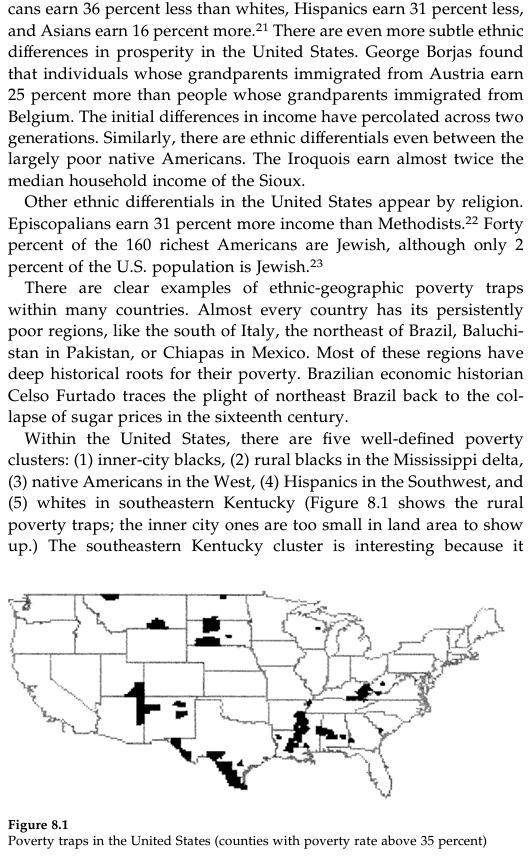 cans earn 36 percent less than whites, Hispanics earn 31 percent less,
and Asians earn 16 percent more.21 There are even more subtle ethnic
differences in prosperity in the United States. George Borjas found
that individuals whose grandparents immigrated from Austria earn
25 percent more than people whose grandparents immigrated from
Belgium. The initial differences in income have percolated across two
generations. Similarly, there are ethnic differentials even between the
largely poor native Americans. The Iroquois earn almost twice the
median household income of the Sioux.
Other ethnic differentials in the United States appear by religion.
Episcopalians earn 31 percent more income than Methodists.22 Forty
percent of the 160 richest Americans are Jewish, although only 2
percent of the U.S. population is Jewish.23
There are clear examples of ethnic-geographic poverty traps
within many countries. Almost every country has its persistently
poor regions, like the south of Italy, the northeast of Brazil, Baluchi-
stan in Pakistan, or Chiapas in Mexico. Most of these regions have
deep historical roots for their poverty. Brazilian economic historian
Celso Furtado traces the plight of northeast Brazil back to the col-
lapse of sugar prices in the sixteenth century.
Within the United States, there are five well-defined poverty
clusters: (1) inner-city blacks, (2) rural blacks in the Mississippi delta,
(3) native Americans in the West, (4) Hispanics in the Southwest, and
(5) whites in southeastern Kentucky (Figure 8.1 shows the rural
poverty traps; the inner city ones are too small in land area to show
up.) The southeastern Kentucky cluster is interesting because it
Figure 8.1
Poverty traps in the United States (counties with poverty rate above 35 percent)